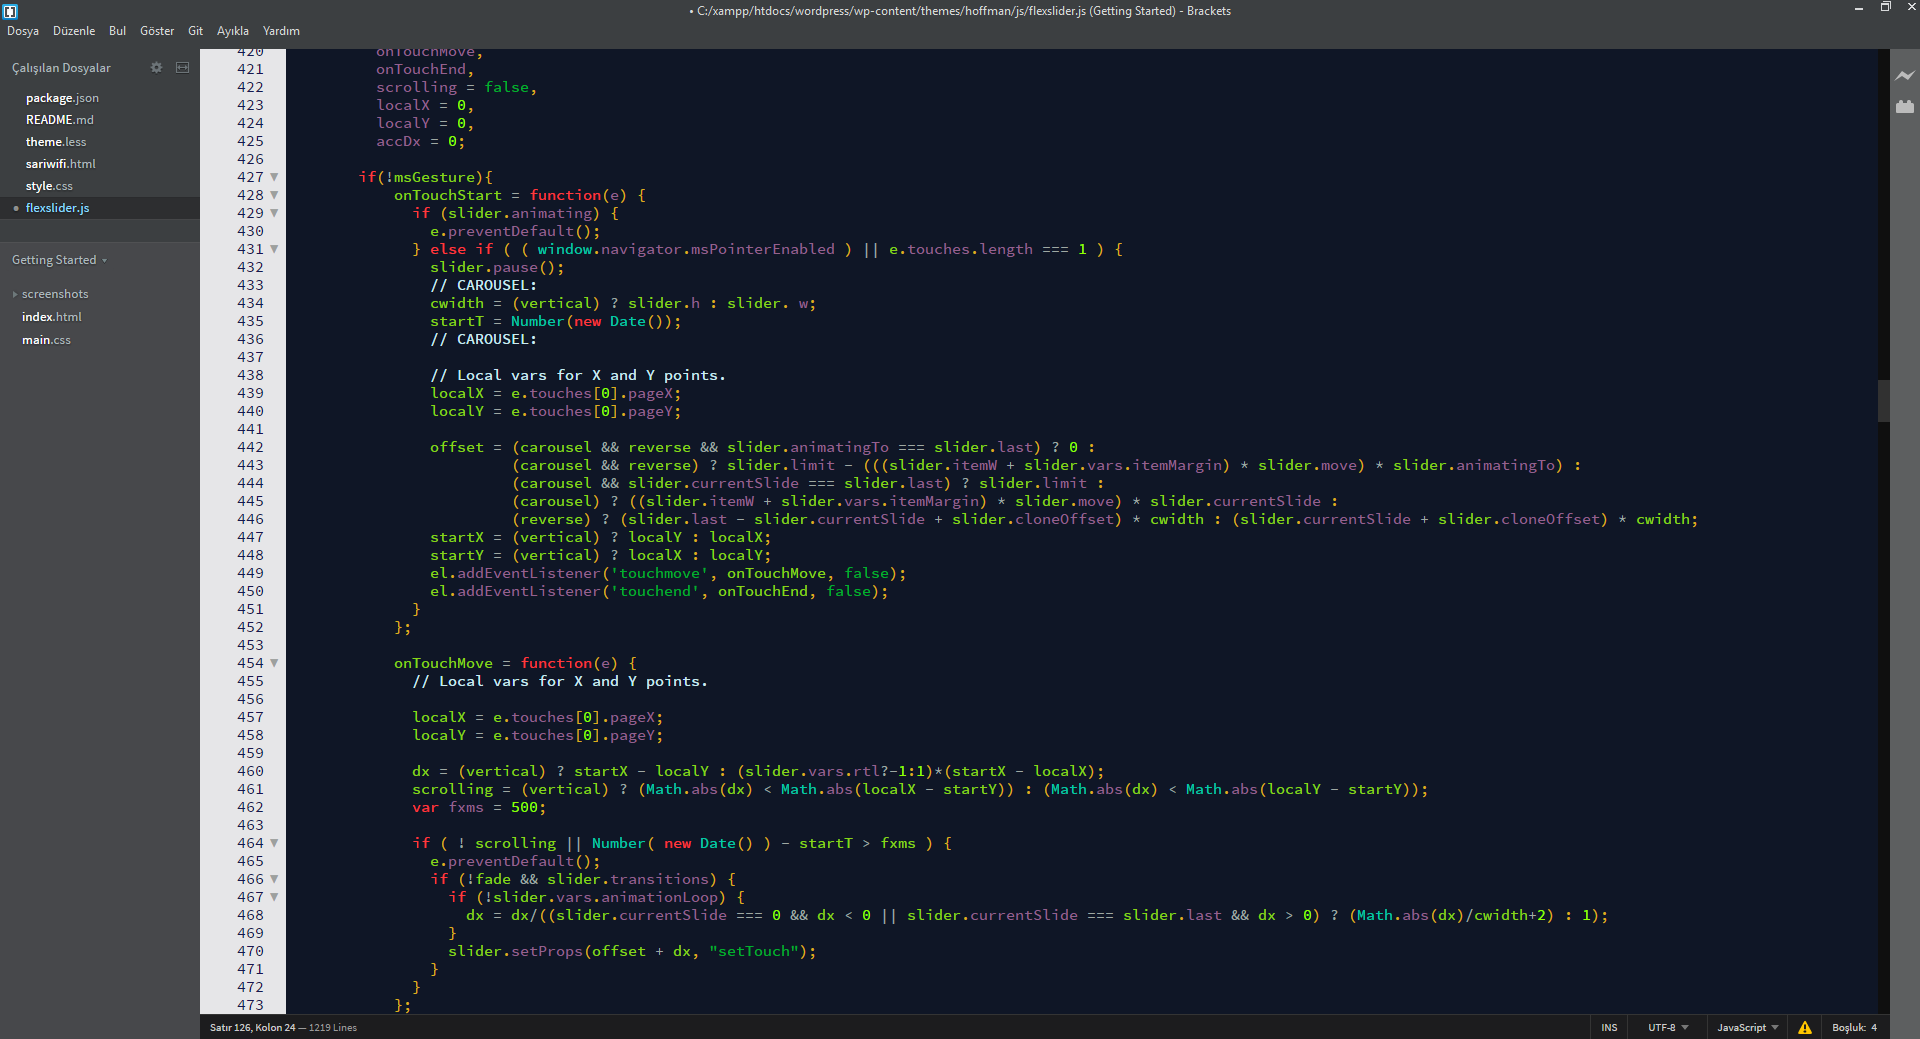 • C:/xampp/htdocs/wordpress/wp-content/themes/hoffman/js/flexslider.js (Getting Started) - Brackets
Dosya Düzenle Bul Göster Git Ayıkla Yardım
Çalışılan Dosyalar
package.json
README.md
theme.less
sariwifi.html
style.css
flexslider.js
Getting Started
screenshots
index.html
main.css
420 onTouchMove,
421 onTouchEnd,
422 scrolling = false,
423 localX = 0,
424 localY = 0,
425 accDx = 0;
426
427 if(!msGesture){
428 onTouchStart = function(e) {
429 if (slider.animating) {
430 e.preventDefault();
431 } else if ( ( window.navigator.msPointerEnabled ) || e.touches.length === 1 ) {
432 slider.pause();
433 // CAROUSEL:
434 cwidth = (vertical) ? slider.h : slider. w;
435 startT = Number(new Date());
436 // CAROUSEL:
437
438 // Local vars for X and Y points.
439 localX = e.touches[0].pageX;
440 localY = e.touches[0].pageY;
441
442 offset = (carousel && reverse && slider.animatingTo === slider.last) ? 0 :
443 (carousel && reverse) ? slider.limit - (((slider.itemW + slider.vars.itemMargin) * slider.move) * slider.animatingTo) :
444 (carousel && slider.currentSlide === slider.last) ? slider.limit :
445 (carousel) ? ((slider.itemW + slider.vars.itemMargin) * slider.move) * slider.currentSlide :
446 (reverse) ? (slider.last - slider.currentSlide + slider.cloneOffset) * cwidth : (slider.currentSlide + slider.cloneOffset) * cwidth;
447 startX = (vertical) ? localY : localX;
448 startY = (vertical) ? localX : localY;
449 el.addEventListener('touchmove', onTouchMove, false);
450 el.addEventListener('touchend', onTouchEnd, false);
451 }
452 };
453
454 onTouchMove = function(e) {
455 // Local vars for X and Y points.
456
457 localX = e.touches[0].pageX;
458 localY = e.touches[0].pageY;
459
460 dx = (vertical) ? startX - localY : (slider.vars.rtl?-1:1)*(startX - localX);
461 scrolling = (vertical) ? (Math.abs(dx) < Math.abs(localX - startY)) : (Math.abs(dx) < Math.abs(localY - startY));
462 var fxms = 500;
463
464 if ( ! scrolling || Number( new Date() ) - startT > fxms ) {
465 e.preventDefault();
466 if (!fade && slider.transitions) {
467 if (!slider.vars.animationLoop) {
468 dx = dx/((slider.currentSlide === 0 && dx < 0 || slider.currentSlide === slider.last && dx > 0) ? (Math.abs(dx)/cwidth+2) : 1);
469 }
470 slider.setProps(offset + dx, "setTouch");
471 }
472 }
473 };
Satır 126, Kolon 24 — 1219 Lines INS UTF-8 JavaScript Boşluk: 4